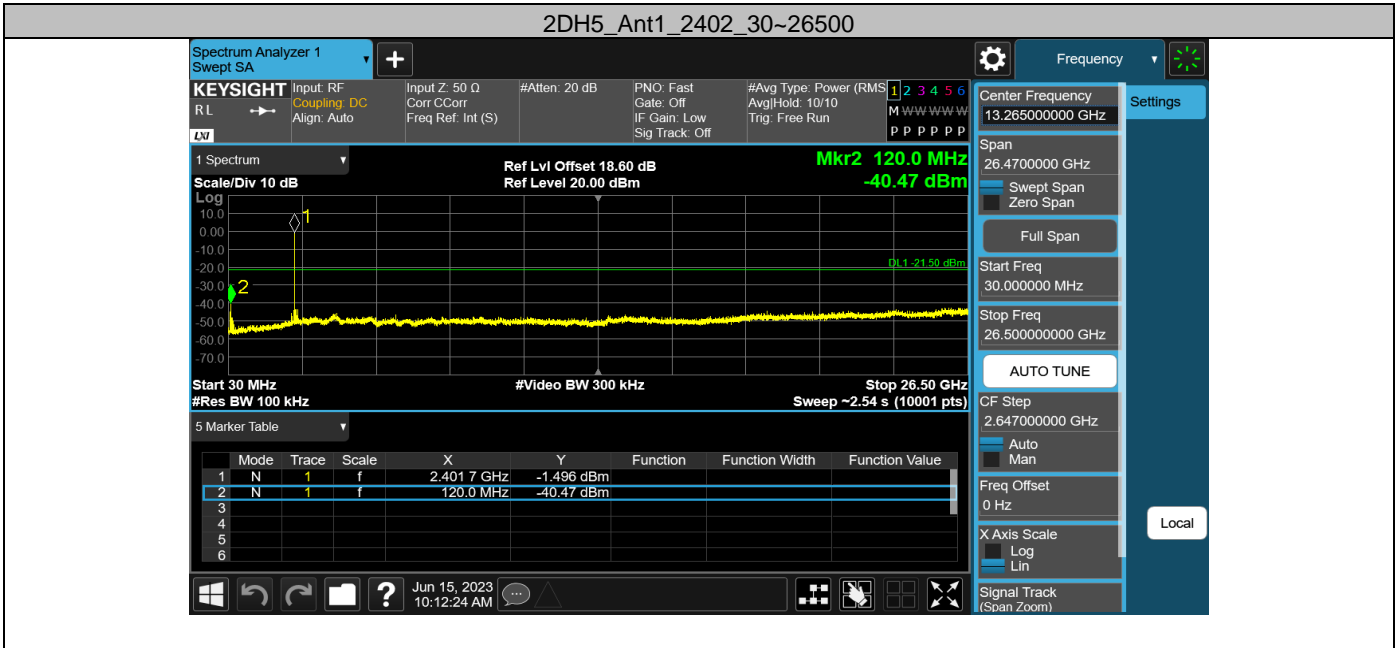 2DH5_Ant1_2402_30~26500
Spectrum Analyzer 1
Swept SA
+
Frequency
KEYSIGHT
RL
LXI
Input: RF
Coupling: DC
Align: Auto
Input Z: 50 Ω
Corr CCorr
Freq Ref: Int (S)
#Atten: 20 dB
PNO: Fast
Gate: Off
IF Gain: Low
Sig Track: Off
#Avg Type: Power (RMS
Avg|Hold: 10/10
Trig: Free Run
1 2 3 4 5 6
M W W W W W
P P P P P P
1 Spectrum
Scale/Div 10 dB
Ref Lvl Offset 18.60 dB
Ref Level 20.00 dBm
Mkr2 120.0 MHz
-40.47 dBm
Log
10.0
0.00
-10.0
-20.0
-30.0
-40.0
-50.0
-60.0
-70.0
1
2
DL1 -21.50 dBm
Start 30 MHz
#Video BW 300 kHz
Stop 26.50 GHz
#Res BW 100 kHz
Sweep ~2.54 s (10001 pts)
5 Marker Table
Mode Trace Scale X Y Function Function Width Function Value
1 N 1 f 2.401 7 GHz -1.496 dBm
2 N 1 f 120.0 MHz -40.47 dBm
3
4
5
6
?
Jun 15, 2023
10:12:24 AM
Center Frequency
13.265000000 GHz
Settings
Span
26.4700000 GHz
Swept Span
Zero Span
Full Span
Start Freq
30.000000 MHz
Stop Freq
26.500000000 GHz
AUTO TUNE
CF Step
2.647000000 GHz
Auto
Man
Freq Offset
0 Hz
Local
X Axis Scale
Log
Lin
Signal Track
(Span Zoom)